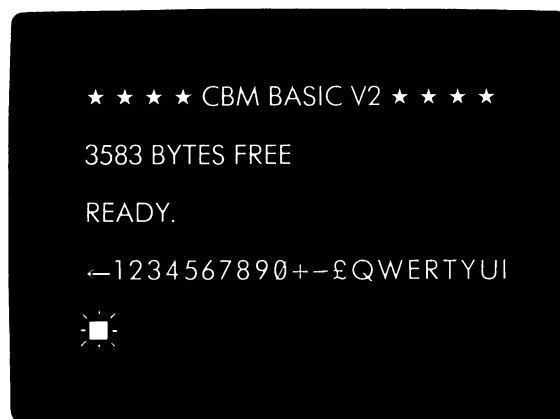 ★ ★ ★ ★ CBM BASIC V2 ★ ★ ★ ★
3583 BYTES FREE
READY.
←1234567890+−£QWERTYUI